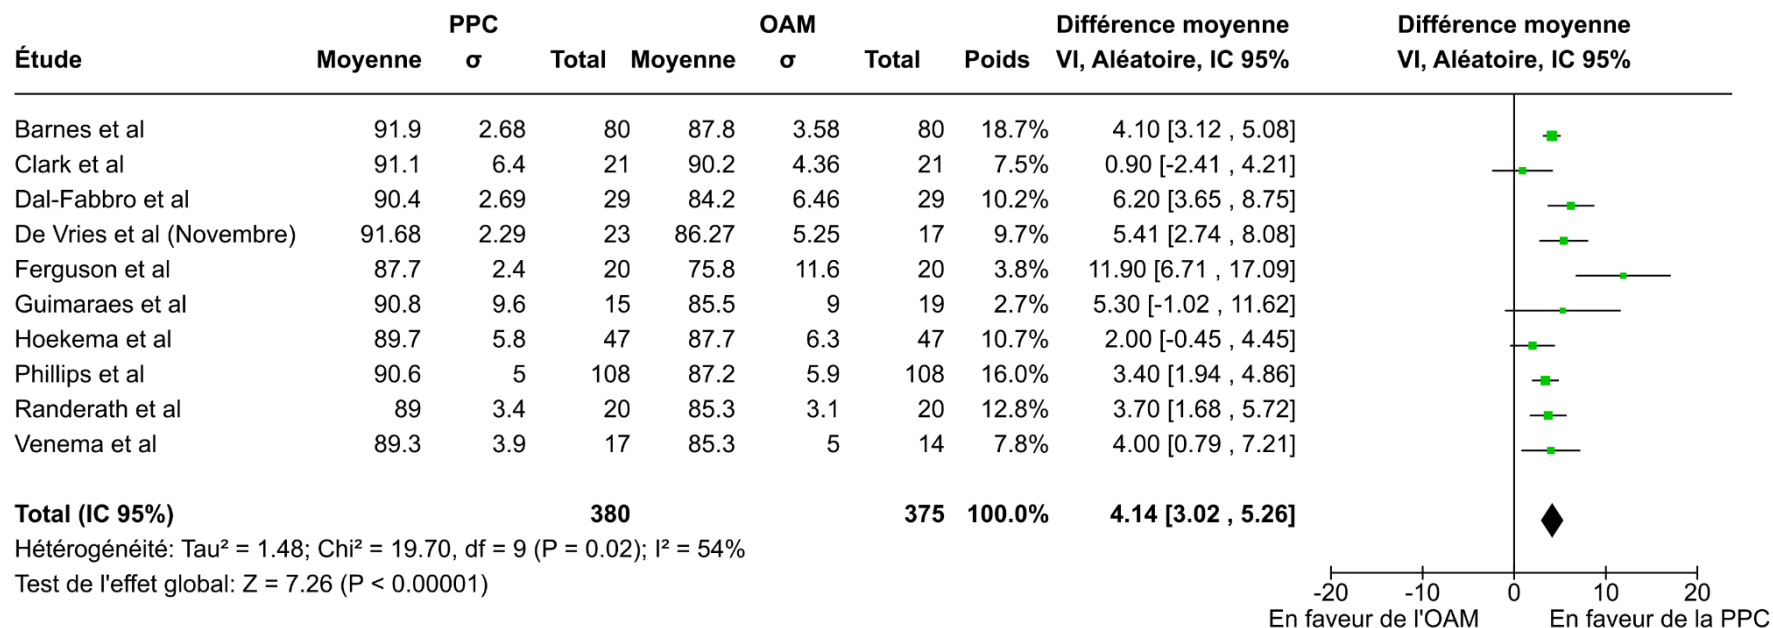 PPC OAM Différence moyenne Différence moyenne
Étude Moyenne σ Total Moyenne σ Total Poids VI, Aléatoire, IC 95% VI, Aléatoire, IC 95%
Barnes et al 91.9 2.68 80 87.8 3.58 80 18.7% 4.10 [3.12 , 5.08]
Clark et al 91.1 6.4 21 90.2 4.36 21 7.5% 0.90 [-2.41 , 4.21]
Dal-Fabbro et al 90.4 2.69 29 84.2 6.46 29 10.2% 6.20 [3.65 , 8.75]
De Vries et al (Novembre) 91.68 2.29 23 86.27 5.25 17 9.7% 5.41 [2.74 , 8.08]
Ferguson et al 87.7 2.4 20 75.8 11.6 20 3.8% 11.90 [6.71 , 17.09]
Guimaraes et al 90.8 9.6 15 85.5 9 19 2.7% 5.30 [-1.02 , 11.62]
Hoekema et al 89.7 5.8 47 87.7 6.3 47 10.7% 2.00 [-0.45 , 4.45]
Phillips et al 90.6 5 108 87.2 5.9 108 16.0% 3.40 [1.94 , 4.86]
Randerath et al 89 3.4 20 85.3 3.1 20 12.8% 3.70 [1.68 , 5.72]
Venema et al 89.3 3.9 17 85.3 5 14 7.8% 4.00 [0.79 , 7.21]
Total (IC 95%) 380 375 100.0% 4.14 [3.02 , 5.26]
Hétérogénéité: Tau² = 1.48; Chi² = 19.70, df = 9 (P = 0.02); I² = 54%
Test de l'effet global: Z = 7.26 (P < 0.00001)
-20 -10 0 10 20
En faveur de l'OAM En faveur de la PPC